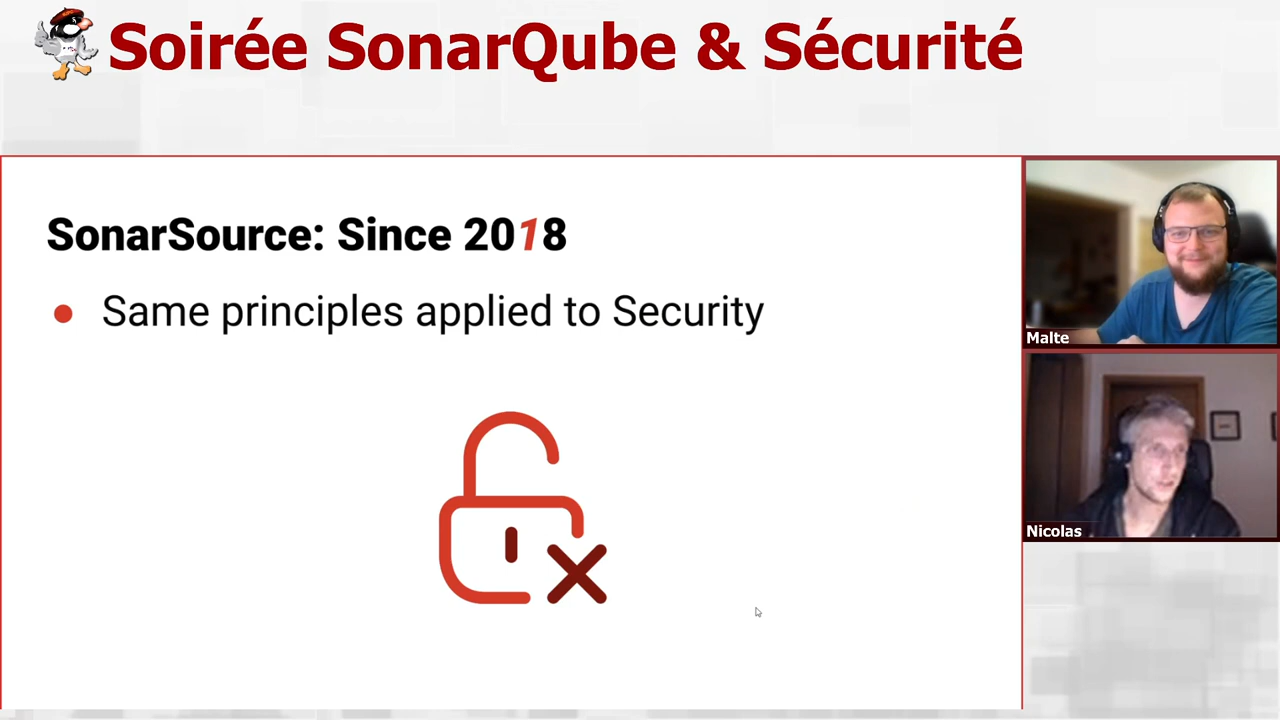 Soirée SonarQube & Sécurité
SonarSource: Since 2018
● Same principles applied to Security
Malte
Nicolas